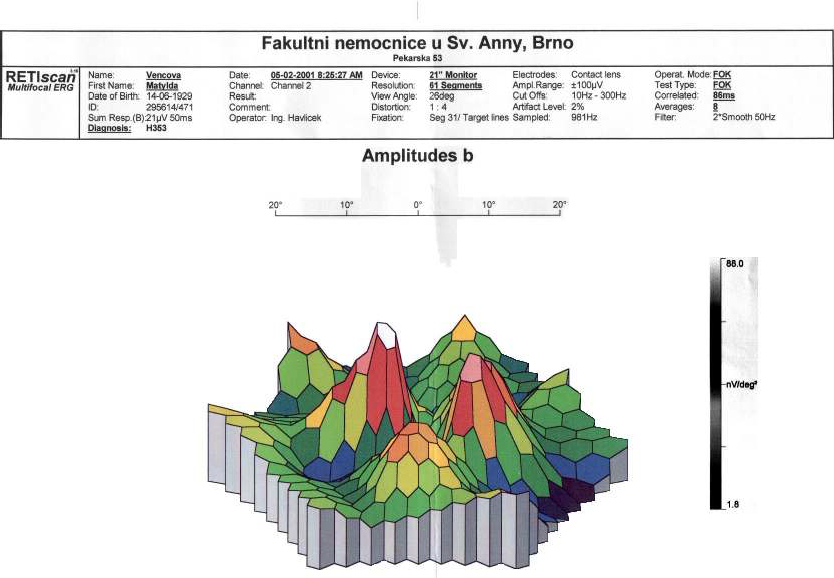 Fakultni nemocnice u Sv. Anny, Brno
Pekarska 53
RETIscan
Multifocal ERG
Name: Vencova
First Name: Matylda
Date of Birth: 14-06-1929
ID: 295614/471
Sum Resp.(B):21µV 50ms
Diagnosis: H353
Date: 05-02-2001 8:25:27 AM
Channel: Channel 2
Result:
Comment:
Operator: Ing. Havlicek
Device: 21" Monitor
Resolution: 61 Segments
View Angle: 26deg
Distortion: 1 : 4
Fixation: Seg 31/ Target lines
Electrodes: Contact lens
Ampl.Range: ±100µV
Cut Offs: 10Hz - 300Hz
Artifact Level: 2%
Sampled: 981Hz
Operat. Mode: FOK
Test Type: FOK
Correlated: 86ms
Averages: 8
Filter: 2*Smooth 50Hz
Amplitudes b
20° 10° 0° 10° 20°
88.0
nV/deg²
1.8